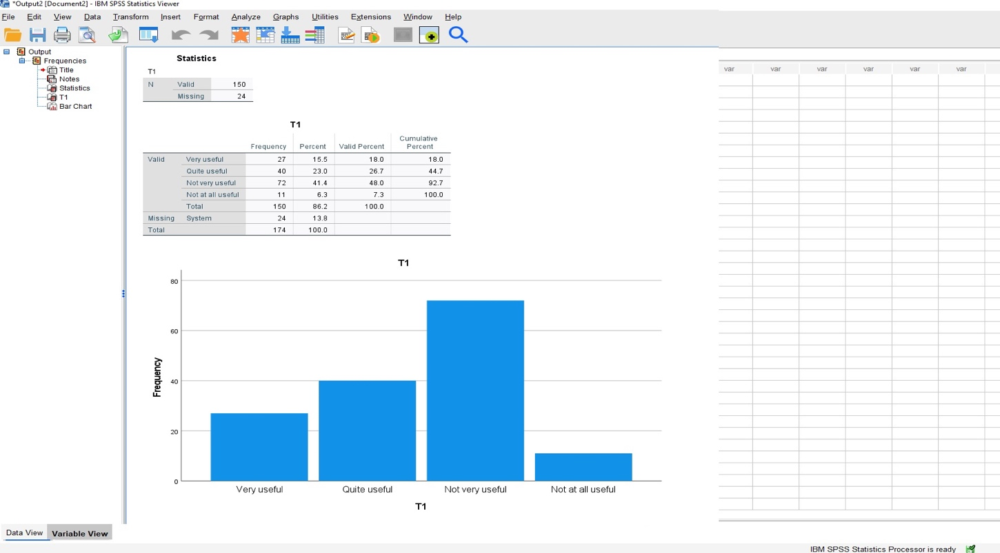 *Output2 [Document2] - IBM SPSS Statistics Viewer
File Edit View Data Transform Insert Format Analyze Graphs Utilities Extensions Window Help
Output
Frequencies
Title
Notes
Statistics
T1
Bar Chart
Statistics
T1
N Valid 150
Missing 24
T1
Frequency Percent Valid Percent Cumulative Percent
Valid Very useful 27 15.5 18.0 18.0
Quite useful 40 23.0 26.7 44.7
Not very useful 72 41.4 48.0 92.7
Not at all useful 11 6.3 7.3 100.0
Total 150 86.2 100.0
Missing System 24 13.8
Total 174 100.0
T1
Frequency
80
60
40
20
0
Very useful Quite useful Not very useful Not at all useful
T1
var var var var var var
Data View Variable View
IBM SPSS Statistics Processor is ready